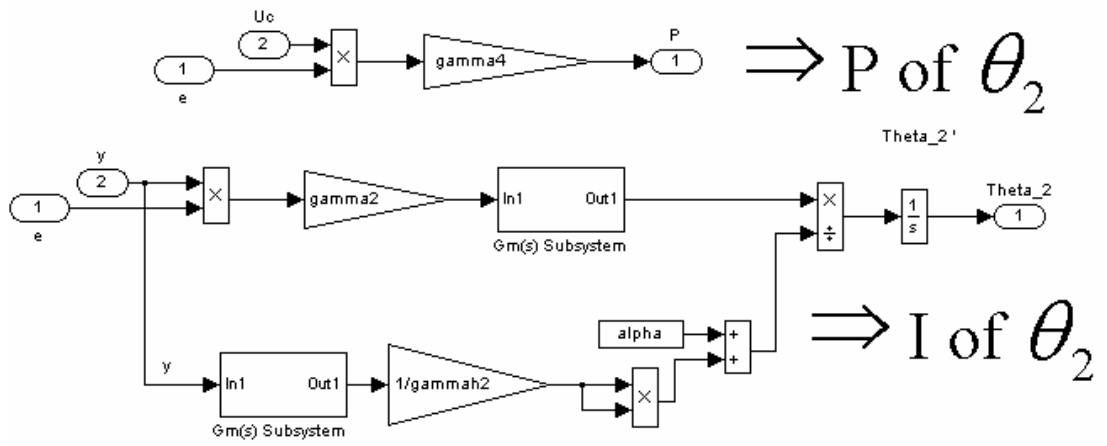 Uc
2
×
1
e
gamma4
P
1
⇒ P of θ₂
Theta_2 '
y
2
×
1
e
gamma2
In1 Out1
Gm(s) Subsystem
×
÷
1
s
Theta_2
1
alpha
+
+
⇒ I of θ₂
y
In1 Out1
Gm(s) Subsystem
1/gammah2
×